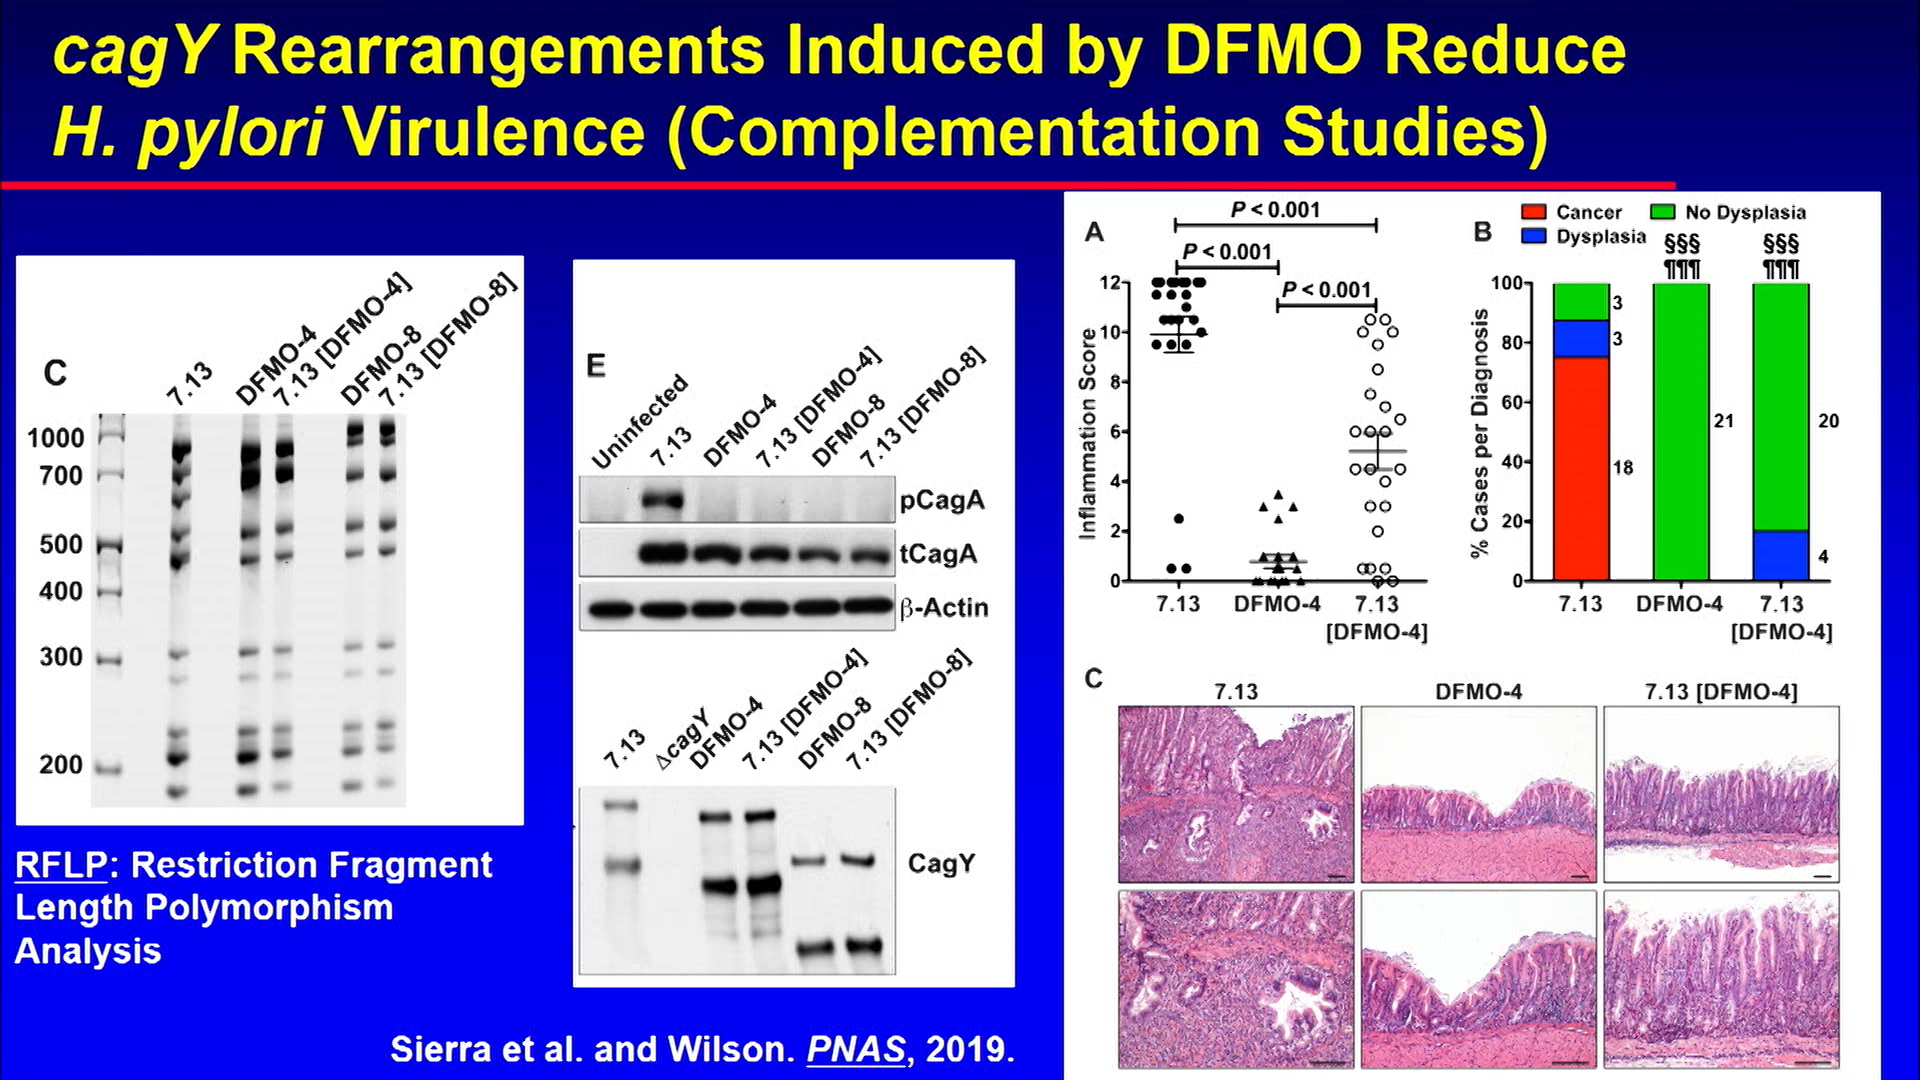 cagY Rearrangements Induced by DFMO Reduce
H. pylori Virulence (Complementation Studies)
C
7.13
DFMO-4
7.13 [DFMO-4]
DFMO-8
7.13 [DFMO-8]
1000
700
500
400
300
200
RFLP: Restriction Fragment
Length Polymorphism
Analysis
E
Uninfected
7.13
DFMO-4
7.13 [DFMO-4]
DFMO-8
7.13 [DFMO-8]
pCagA
tCagA
β-Actin
7.13
ΔcagY
DFMO-4
7.13 [DFMO-4]
DFMO-8
7.13 [DFMO-8]
CagY
A
P < 0.001
P < 0.001
P < 0.001
Inflammation Score
12
10
8
6
4
2
0
7.13
DFMO-4
7.13
[DFMO-4]
B
Cancer
No Dysplasia
Dysplasia
§§§
¶¶¶
§§§
¶¶¶
% Cases per Diagnosis
100
80
60
40
20
0
3
3
18
21
20
4
7.13
DFMO-4
7.13
[DFMO-4]
C
7.13
DFMO-4
7.13 [DFMO-4]
Sierra et al. and Wilson. PNAS, 2019.